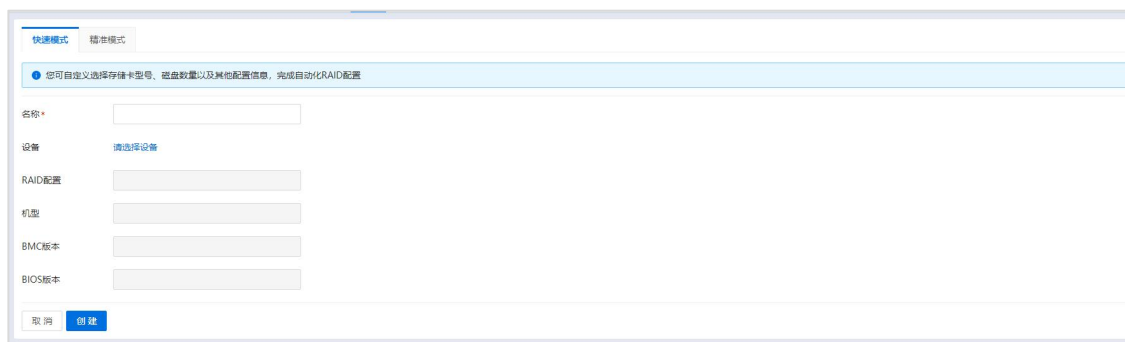 快速模式 精准模式
您可自定义选择存储卡型号、磁盘数量以及其他配置信息，完成自动化RAID配置
名称*
设备 请选择设备
RAID配置
机型
BMC版本
BIOS版本
取 消 创 建